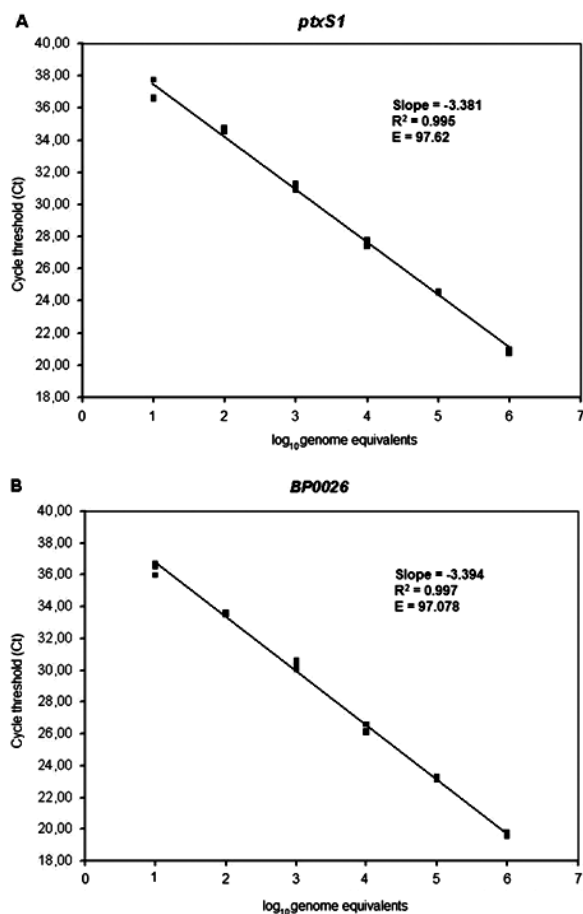 A
ptxS1
40,00
38,00
36,00
34,00
32,00
30,00
28,00
26,00
24,00
22,00
20,00
18,00
Cycle threshold (Ct)
Slope = -3.381
R² = 0.995
E = 97.62
0 1 2 3 4 5 6 7
log₁₀genome equivalents
B
BP0026
40,00
38,00
36,00
34,00
32,00
30,00
28,00
26,00
24,00
22,00
20,00
18,00
Cycle threshold (Ct)
Slope = -3.394
R² = 0.997
E = 97.078
0 1 2 3 4 5 6 7
log₁₀genome equivalents